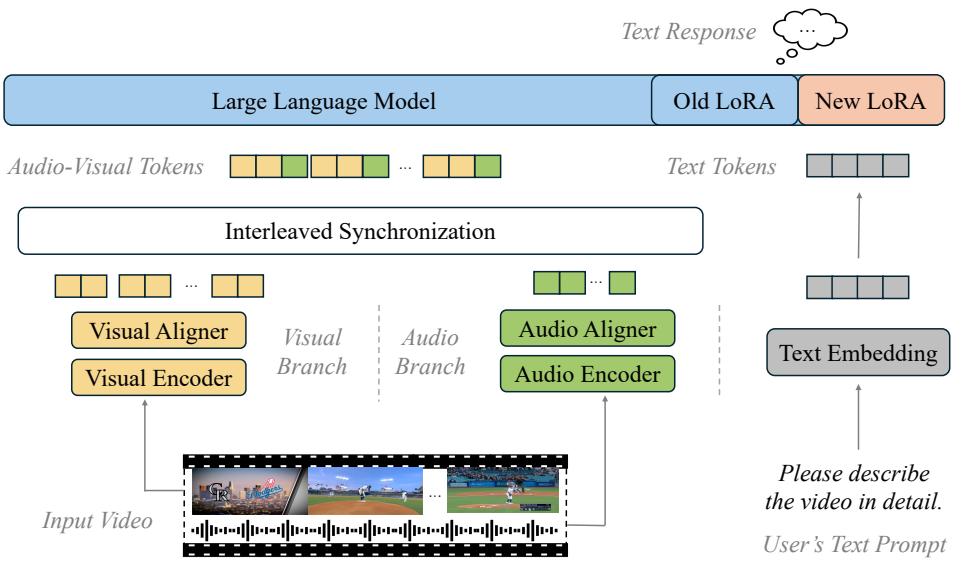 Text Response
...
Large Language Model
Old LoRA
New LoRA
Audio-Visual Tokens
...
Text Tokens
Interleaved Synchronization
...
...
Visual Aligner
Visual Encoder
Visual
Branch
Audio
Branch
Audio Aligner
Audio Encoder
Text Embedding
CR
Dodgers
...
Input Video
Please describe
the video in detail.
User's Text Prompt